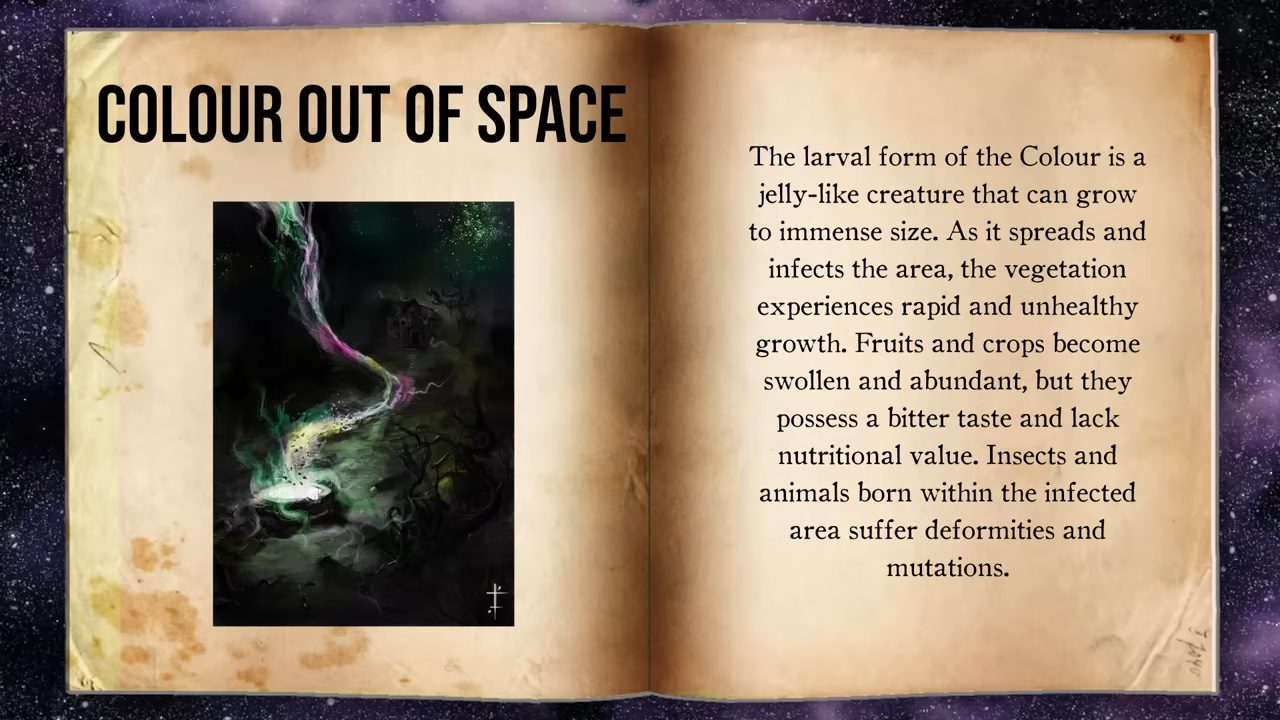 COLOUR OUT OF SPACE
The larval form of the Colour is a
jelly-like creature that can grow
to immense size. As it spreads and
infects the area, the vegetation
experiences rapid and unhealthy
growth. Fruits and crops become
swollen and abundant, but they
possess a bitter taste and lack
nutritional value. Insects and
animals born within the infected
area suffer deformities and
mutations.